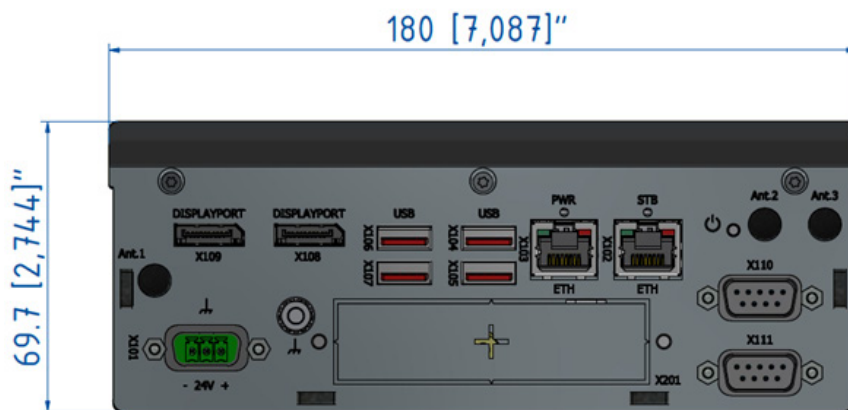 180 [7,087]”
69.7 [2,744]”
DISPLAYPORT
X109
DISPLAYPORT
X108
USB
X106
X107
USB
X104
X105
PWR
X103
ETH
STB
X102
ETH
Ant.2
Ant.3
Ant.1
X110
X101
- 24V +
X111
X201